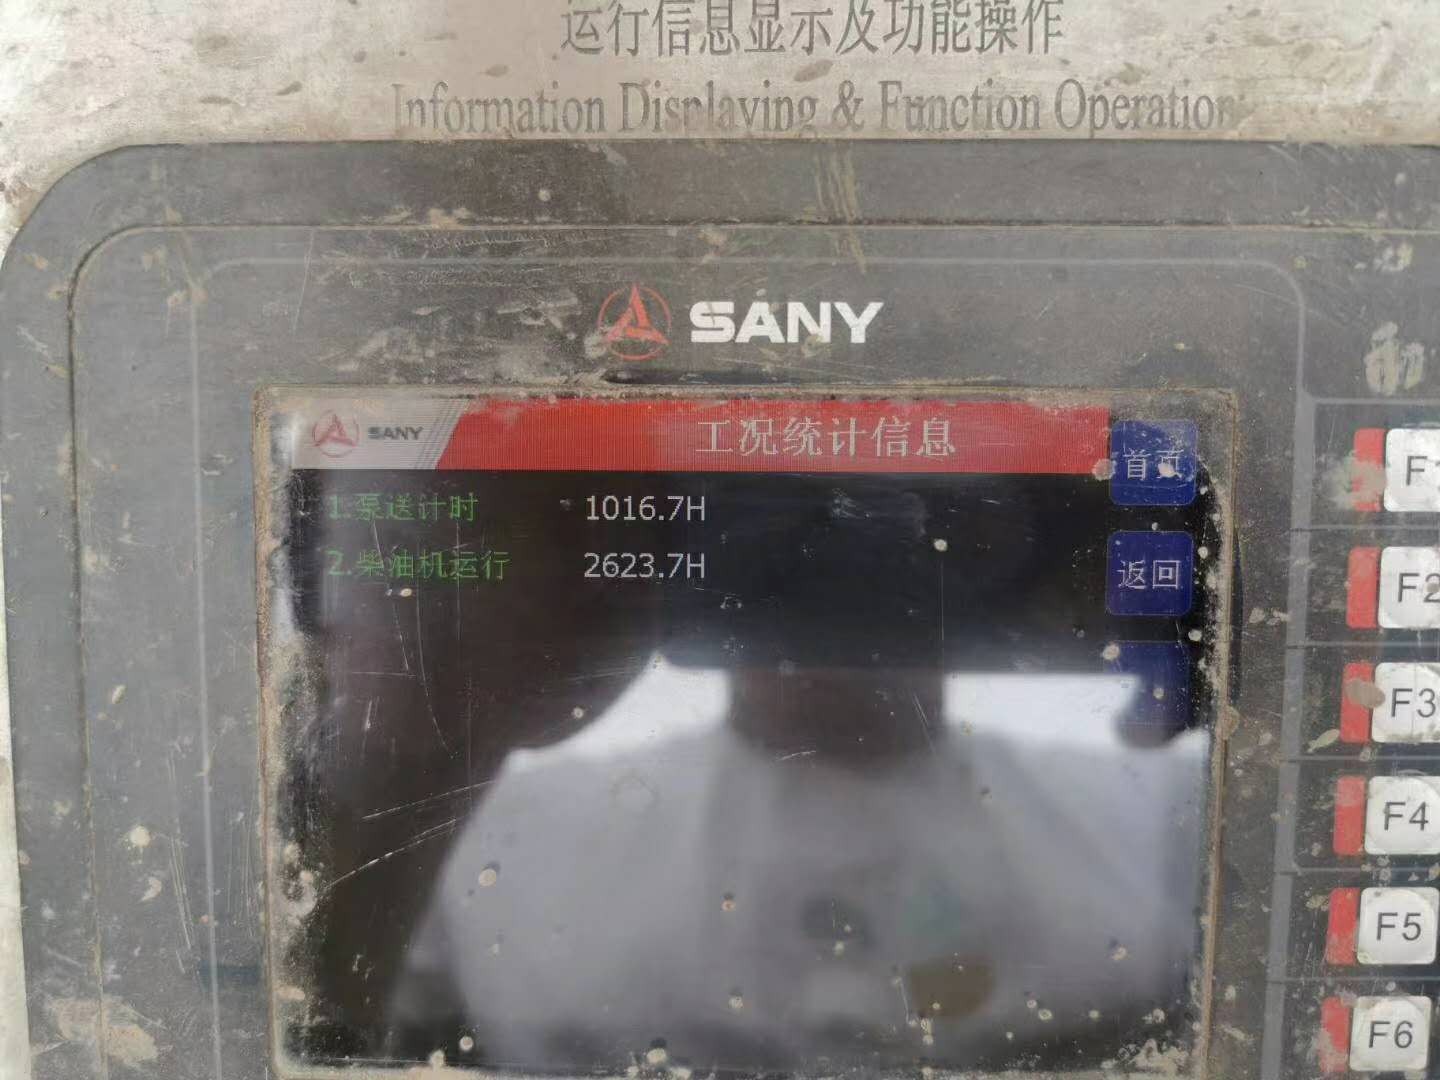 运行信息显示及功能操作
Information Displaying & Function Operation
SANY
SANY 工况统计信息
首页
1.泵送计时 1016.7H
2.柴油机运行 2623.7H
返回
F1
F2
F3
F4
F5
F6